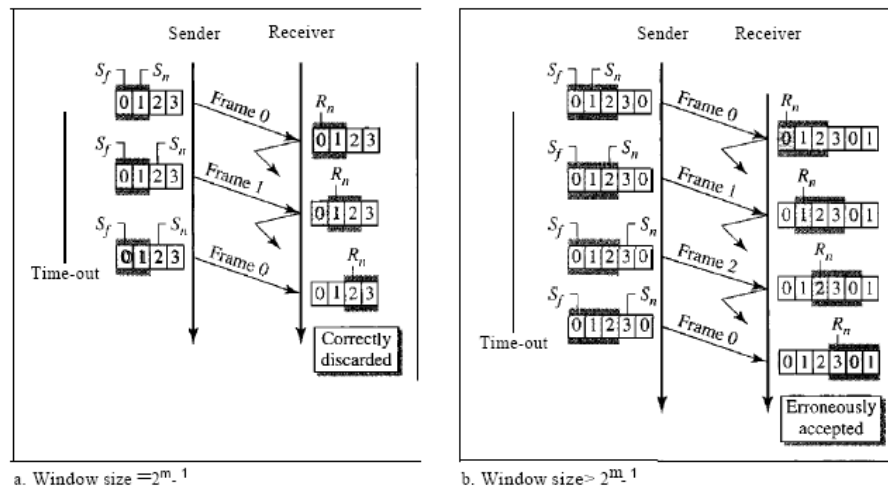 Sender Receiver
Sf Sn
0 1 2 3
Frame 0
Rn
0 1 2 3
Sf Sn
0 1 2 3
Frame 1
Rn
0 1 2 3
Sf Sn
0 1 2 3
Frame 0
Rn
0 1 2 3
Time-out
Correctly
discarded
a. Window size =2m-1
Sender Receiver
Sf Sn
0 1 2 3 0
Frame 0
Rn
0 1 2 3 0 1
Sf Sn
0 1 2 3 0
Frame 1
Rn
0 1 2 3 0 1
Sf Sn
0 1 2 3 0
Frame 2
Rn
0 1 2 3 0 1
Sf Sn
0 1 2 3 0
Frame 0
Rn
0 1 2 3 0 1
Time-out
Erroneously
accepted
b. Window size> 2m-1